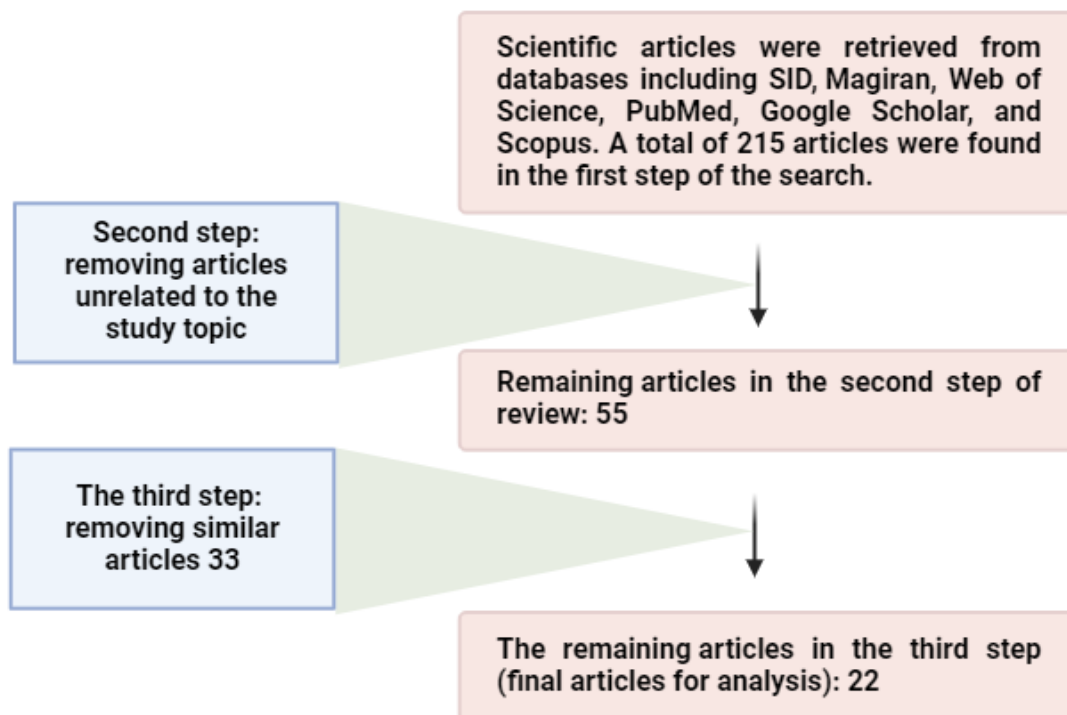 Scientific articles were retrieved from
databases including SID, Magiran, Web of
Science, PubMed, Google Scholar, and
Scopus. A total of 215 articles were found
in the first step of the search.
Second step:
removing articles
unrelated to the
study topic
Remaining articles in the second step of
review: 55
The third step:
removing similar
articles 33
The remaining articles in the third step
(final articles for analysis): 22